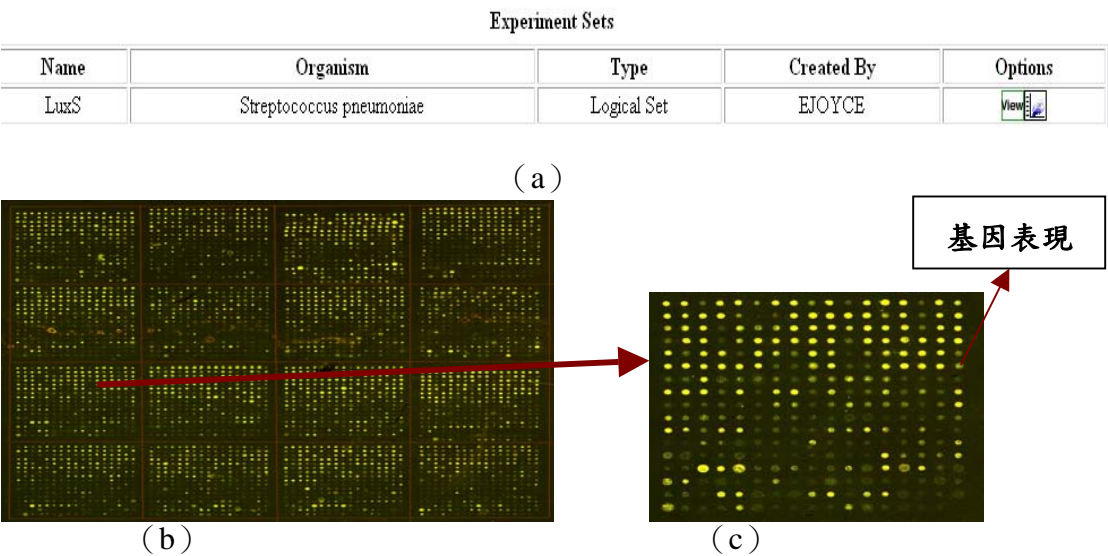 Experiment Sets
Name Organism Type Created By Options
LuxS Streptococcus pneumoniae Logical Set EJOYCE View
（a）
基因表現
（b） （c）